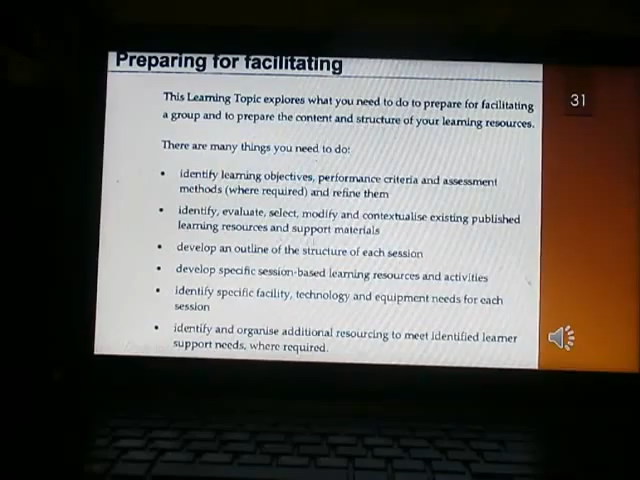 Preparing for facilitating
31
This Learning Topic explores what you need to do to prepare for facilitating
a group and to prepare the content and structure of your learning resources.
There are many things you need to do:
• identify learning objectives, performance criteria and assessment
methods (where required) and refine them
• identify, evaluate, select, modify and contextualise existing published
learning resources and support materials
• develop an outline of the structure of each session
• develop specific session-based learning resources and activities
• identify specific facility, technology and equipment needs for each
session
• identify and organise additional resourcing to meet identified learner
support needs, where required.